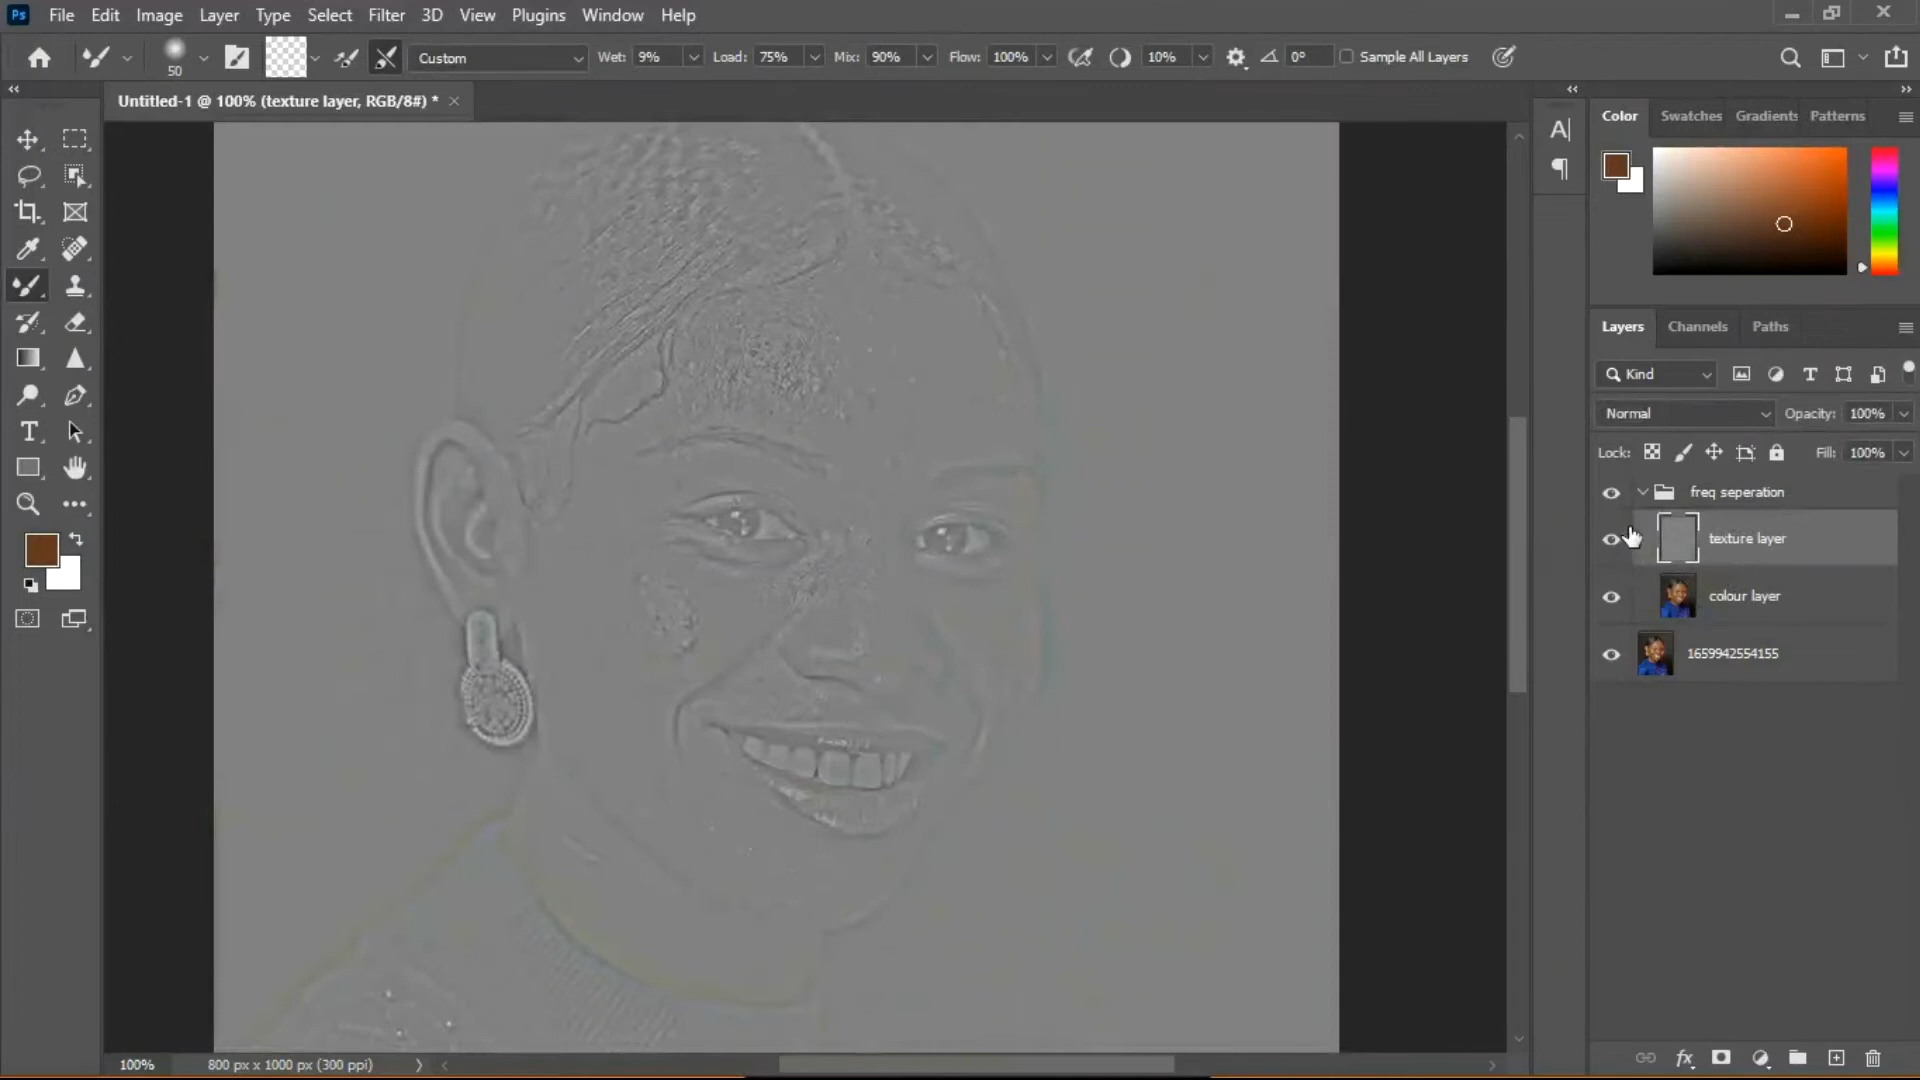 Ps File Edit Image Layer Type Select Filter 3D View Plugins Window Help
50 Custom Wet: 9% Load: 75% Mix: 90% Flow: 100% 10% 0° Sample All Layers
Untitled-1 @ 100% (texture layer, RGB/8#) *
Color Swatches Gradients Patterns
Layers Channels Paths
Kind
Normal Opacity: 100%
Lock: Fill: 100%
freq seperation
texture layer
colour layer
1659942554155
100% 800 px x 1000 px (300 ppi)